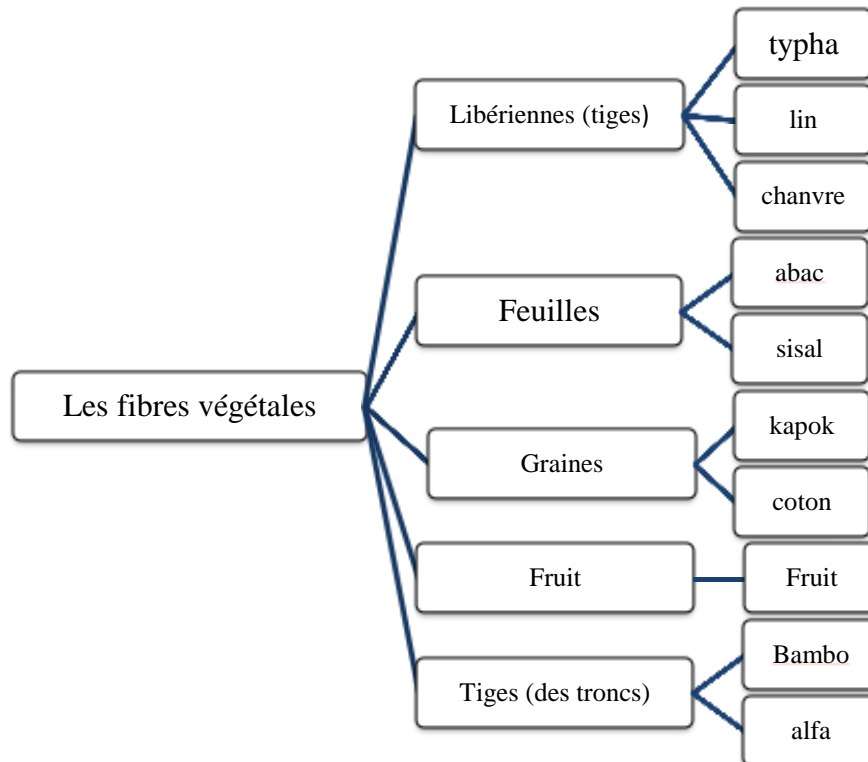 Les fibres végétales
Libériennes (tiges)
typha
lin
chanvre
Feuilles
abac
sisal
Graines
kapok
coton
Fruit
Fruit
Tiges (des troncs)
Bambo
alfa